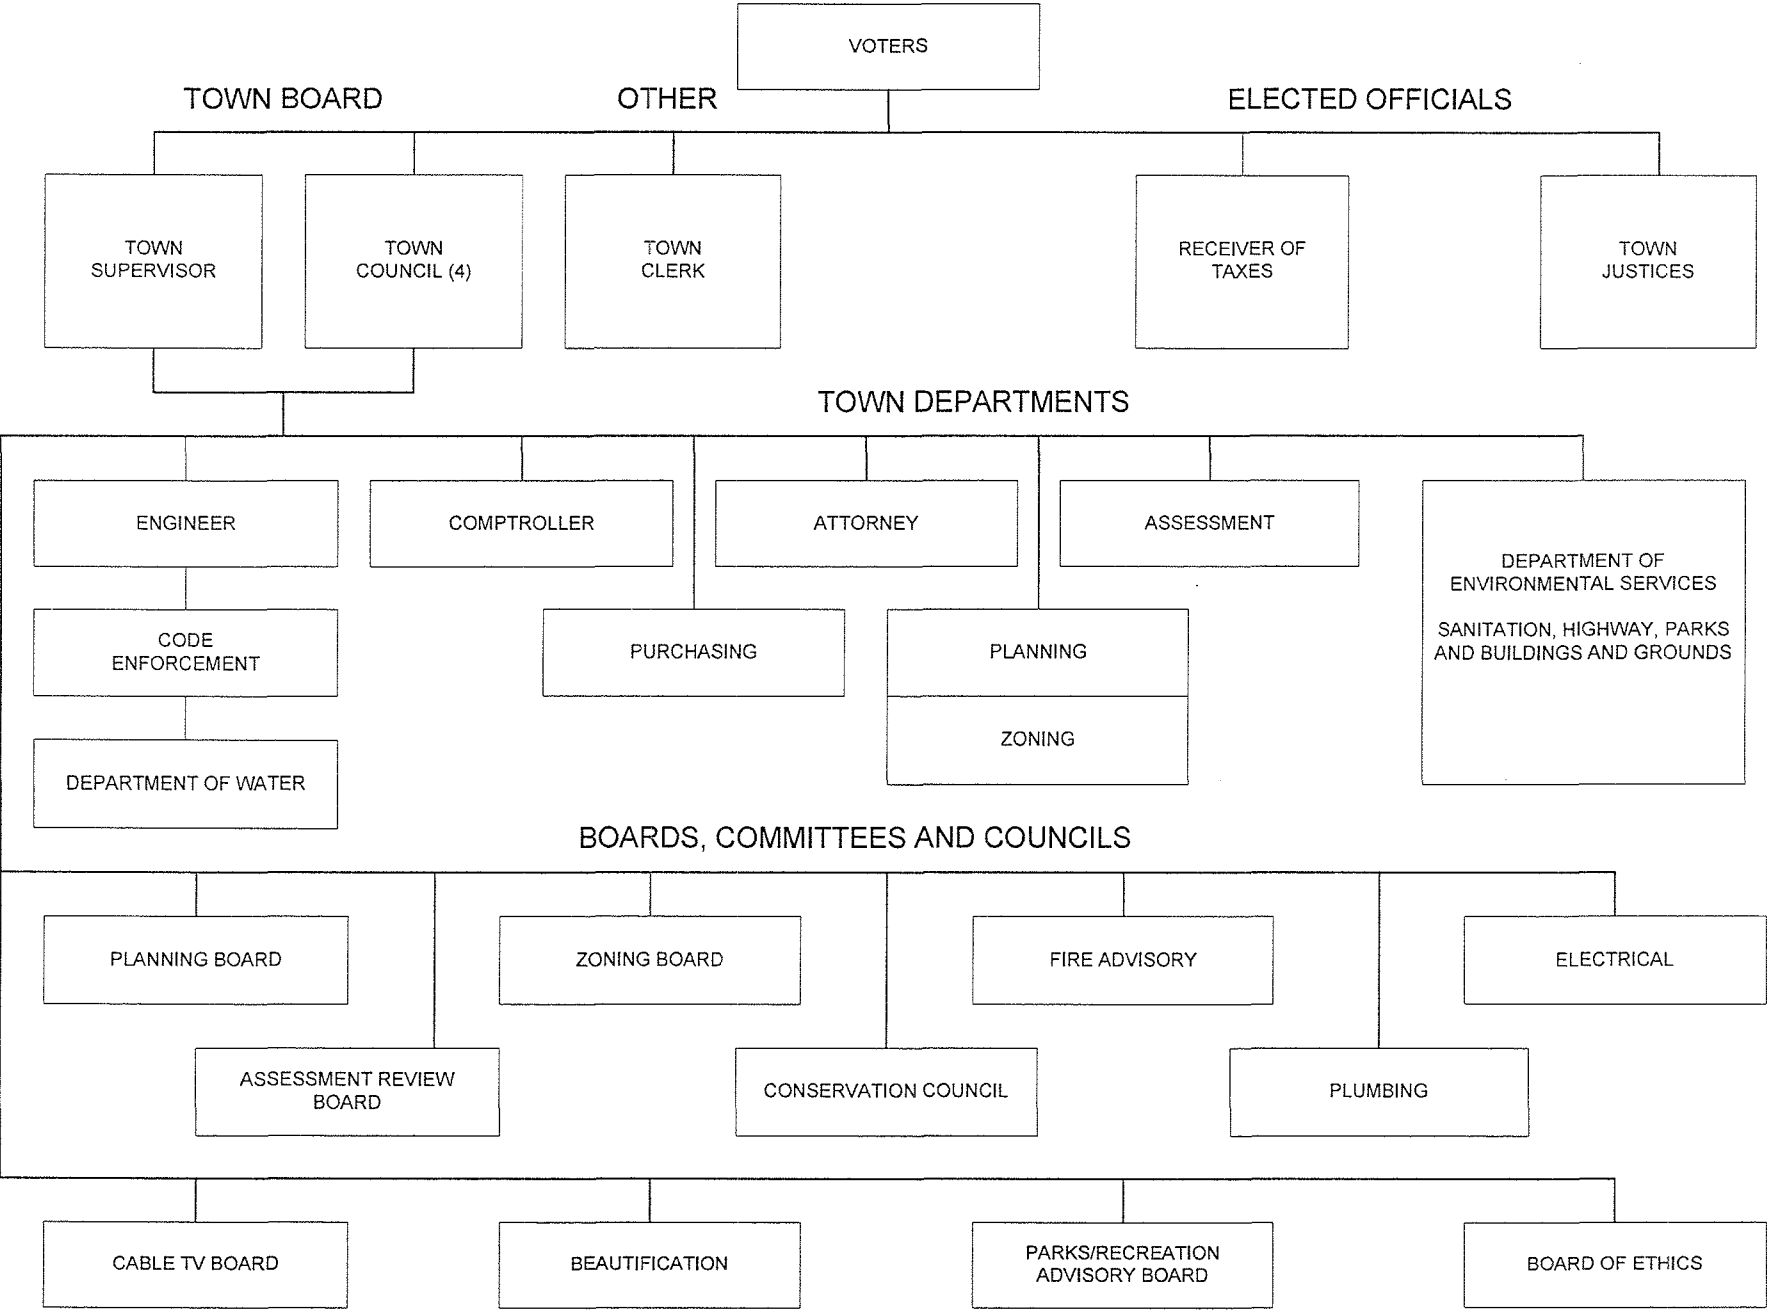 VOTERS
TOWN BOARD
OTHER
ELECTED OFFICIALS
TOWN
SUPERVISOR
TOWN
COUNCIL (4)
TOWN
CLERK
RECEIVER OF
TAXES
TOWN
JUSTICES
TOWN DEPARTMENTS
ENGINEER
COMPTROLLER
ATTORNEY
ASSESSMENT
DEPARTMENT OF
ENVIRONMENTAL SERVICES
SANITATION, HIGHWAY, PARKS
AND BUILDINGS AND GROUNDS
CODE
ENFORCEMENT
PURCHASING
PLANNING
ZONING
DEPARTMENT OF WATER
BOARDS, COMMITTEES AND COUNCILS
PLANNING BOARD
ZONING BOARD
FIRE ADVISORY
ELECTRICAL
ASSESSMENT REVIEW
BOARD
CONSERVATION COUNCIL
PLUMBING
CABLE TV BOARD
BEAUTIFICATION
PARKS/RECREATION
ADVISORY BOARD
BOARD OF ETHICS